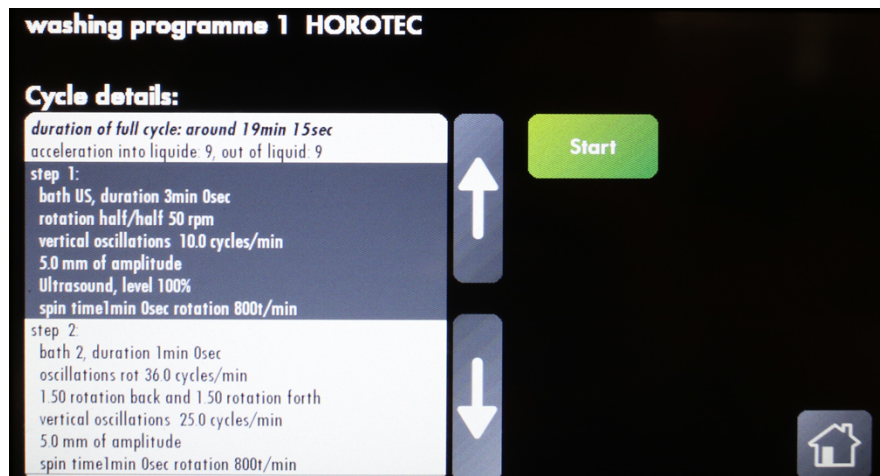 washing programme 1 HOROTEC
Cycle details:
duration of full cycle: around 19min 15sec
acceleration into liquide: 9, out of liquid: 9
step 1:
bath US, duration 3min 0sec
rotation half/half 50 rpm
vertical oscillations 10.0 cycles/min
5.0 mm of amplitude
Ultrasound, level 100%
spin time1min 0sec rotation 800t/min
step 2:
bath 2, duration 1min 0sec
oscillations rot 36.0 cycles/min
1.50 rotation back and 1.50 rotation forth
vertical oscillations 25.0 cycles/min
5.0 mm of amplitude
spin time1min 0sec rotation 800t/min
Start